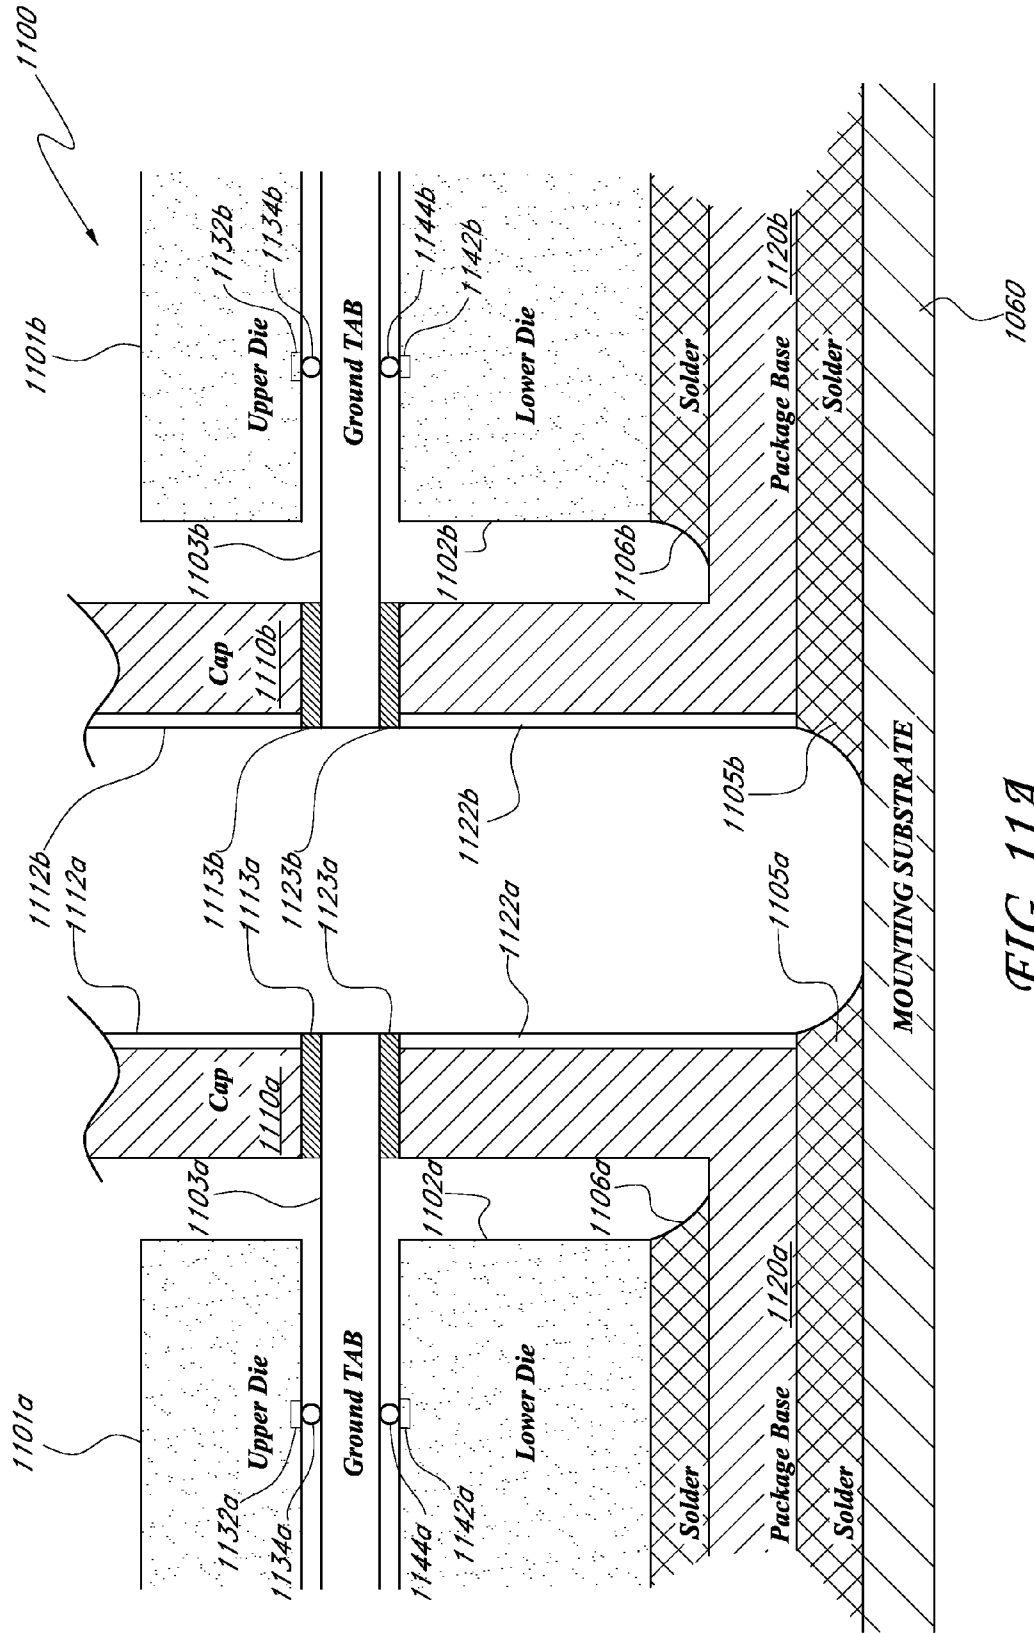 1100
1101a
1101b
1112b
1112a
1132a
1134a
Upper Die
1103a
Cap
1110a
1113b
1113a
1123b
1123a
Cap
1110b
1103b
Upper Die
1132b
1134b
Ground TAB
Ground TAB
1144a
1142a
Lower Die
1102a
1122a
1122b
1102b
Lower Die
1144b
1142b
Solder
1106a
1106b
Solder
Package Base
1120a
1105a
1105b
Package Base
1120b
Solder
Solder
MOUNTING SUBSTRATE
1060
FIG. 11A